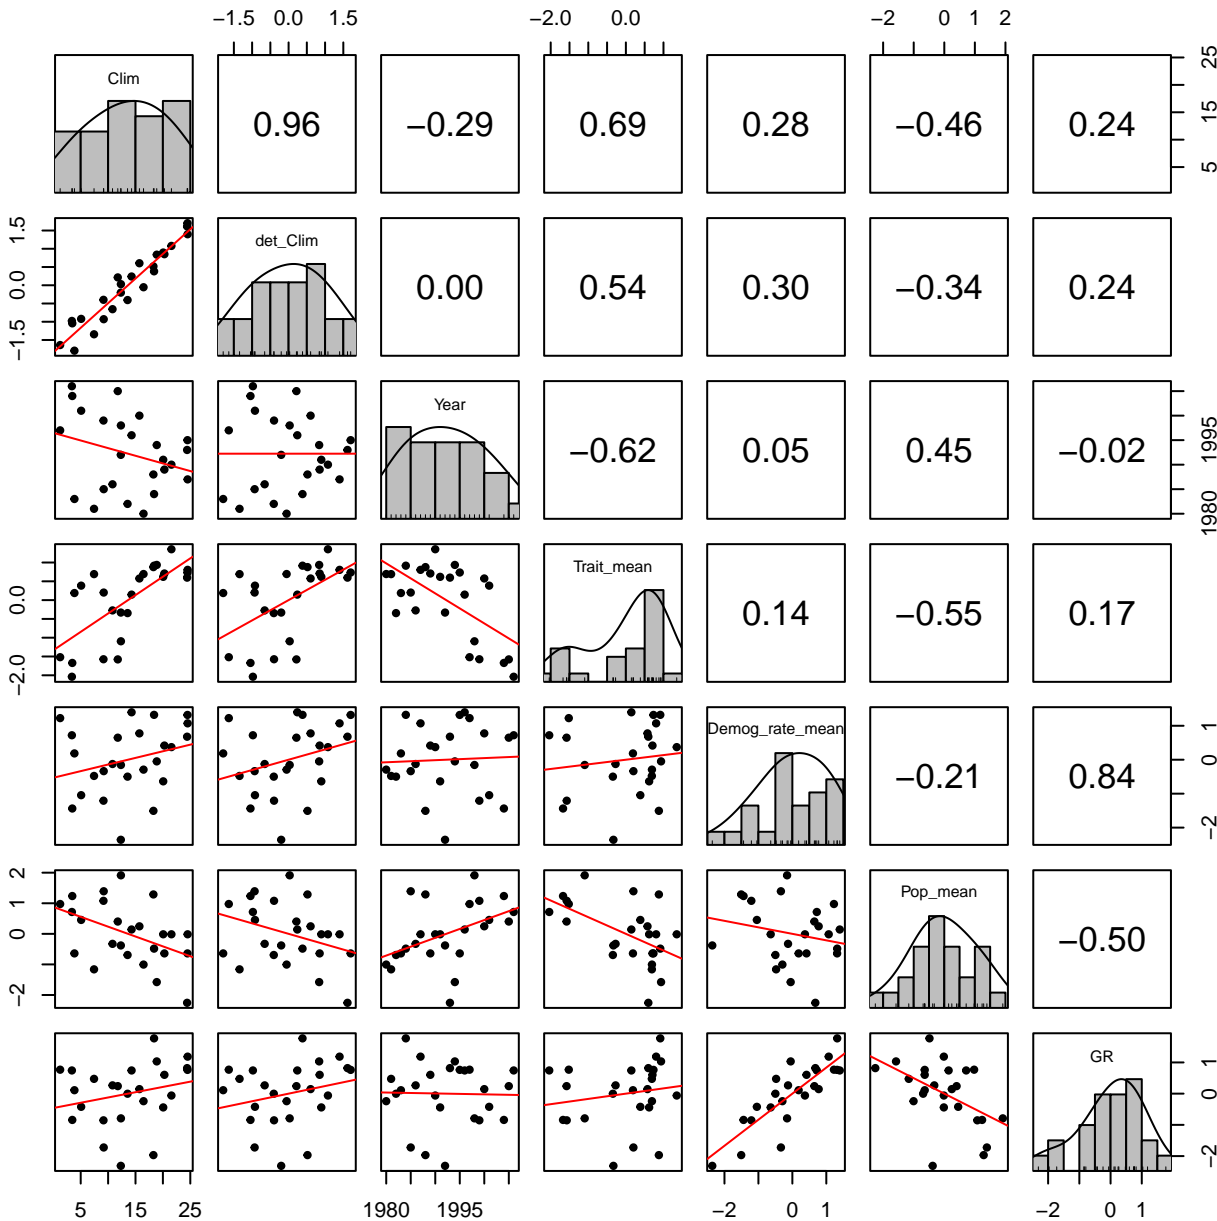 −1.5 0.0 1.5 −2.0 0.0 −2 0 1 2
Clim 0.96 −0.29 0.69 0.28 −0.46 0.24 5 15 25
−1.5 0.0 1.5 det_Clim 0.00 0.54 0.30 −0.34 0.24
Year −0.62 0.05 0.45 −0.02 1980 1995
−2.0 0.0 Trait_mean 0.14 −0.55 0.17
Demog_rate_mean −0.21 0.84 −2 0 1
−2 0 1 2 Pop_mean −0.50
GR −2 0 1
5 15 25 1980 1995 −2 0 1 −2 0 1